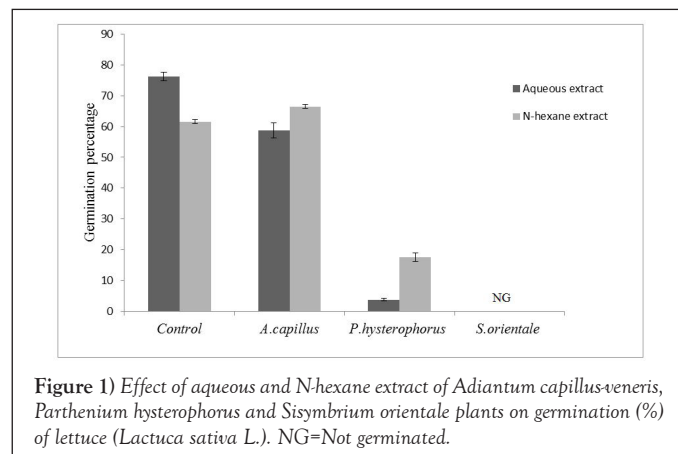 90
80
70
60
50
40
30
20
10
0
Germination percentage
Aqueous extract
N-hexane extract
NG
Control A.capillus P.hysterophorus S.orientale
Figure 1) Effect of aqueous and N-hexane extract of Adiantum capillus-veneris,
Parthenium hysterophorus and Sisymbrium orientale plants on germination (%)
of lettuce (Lactuca sativa L.). NG=Not germinated.